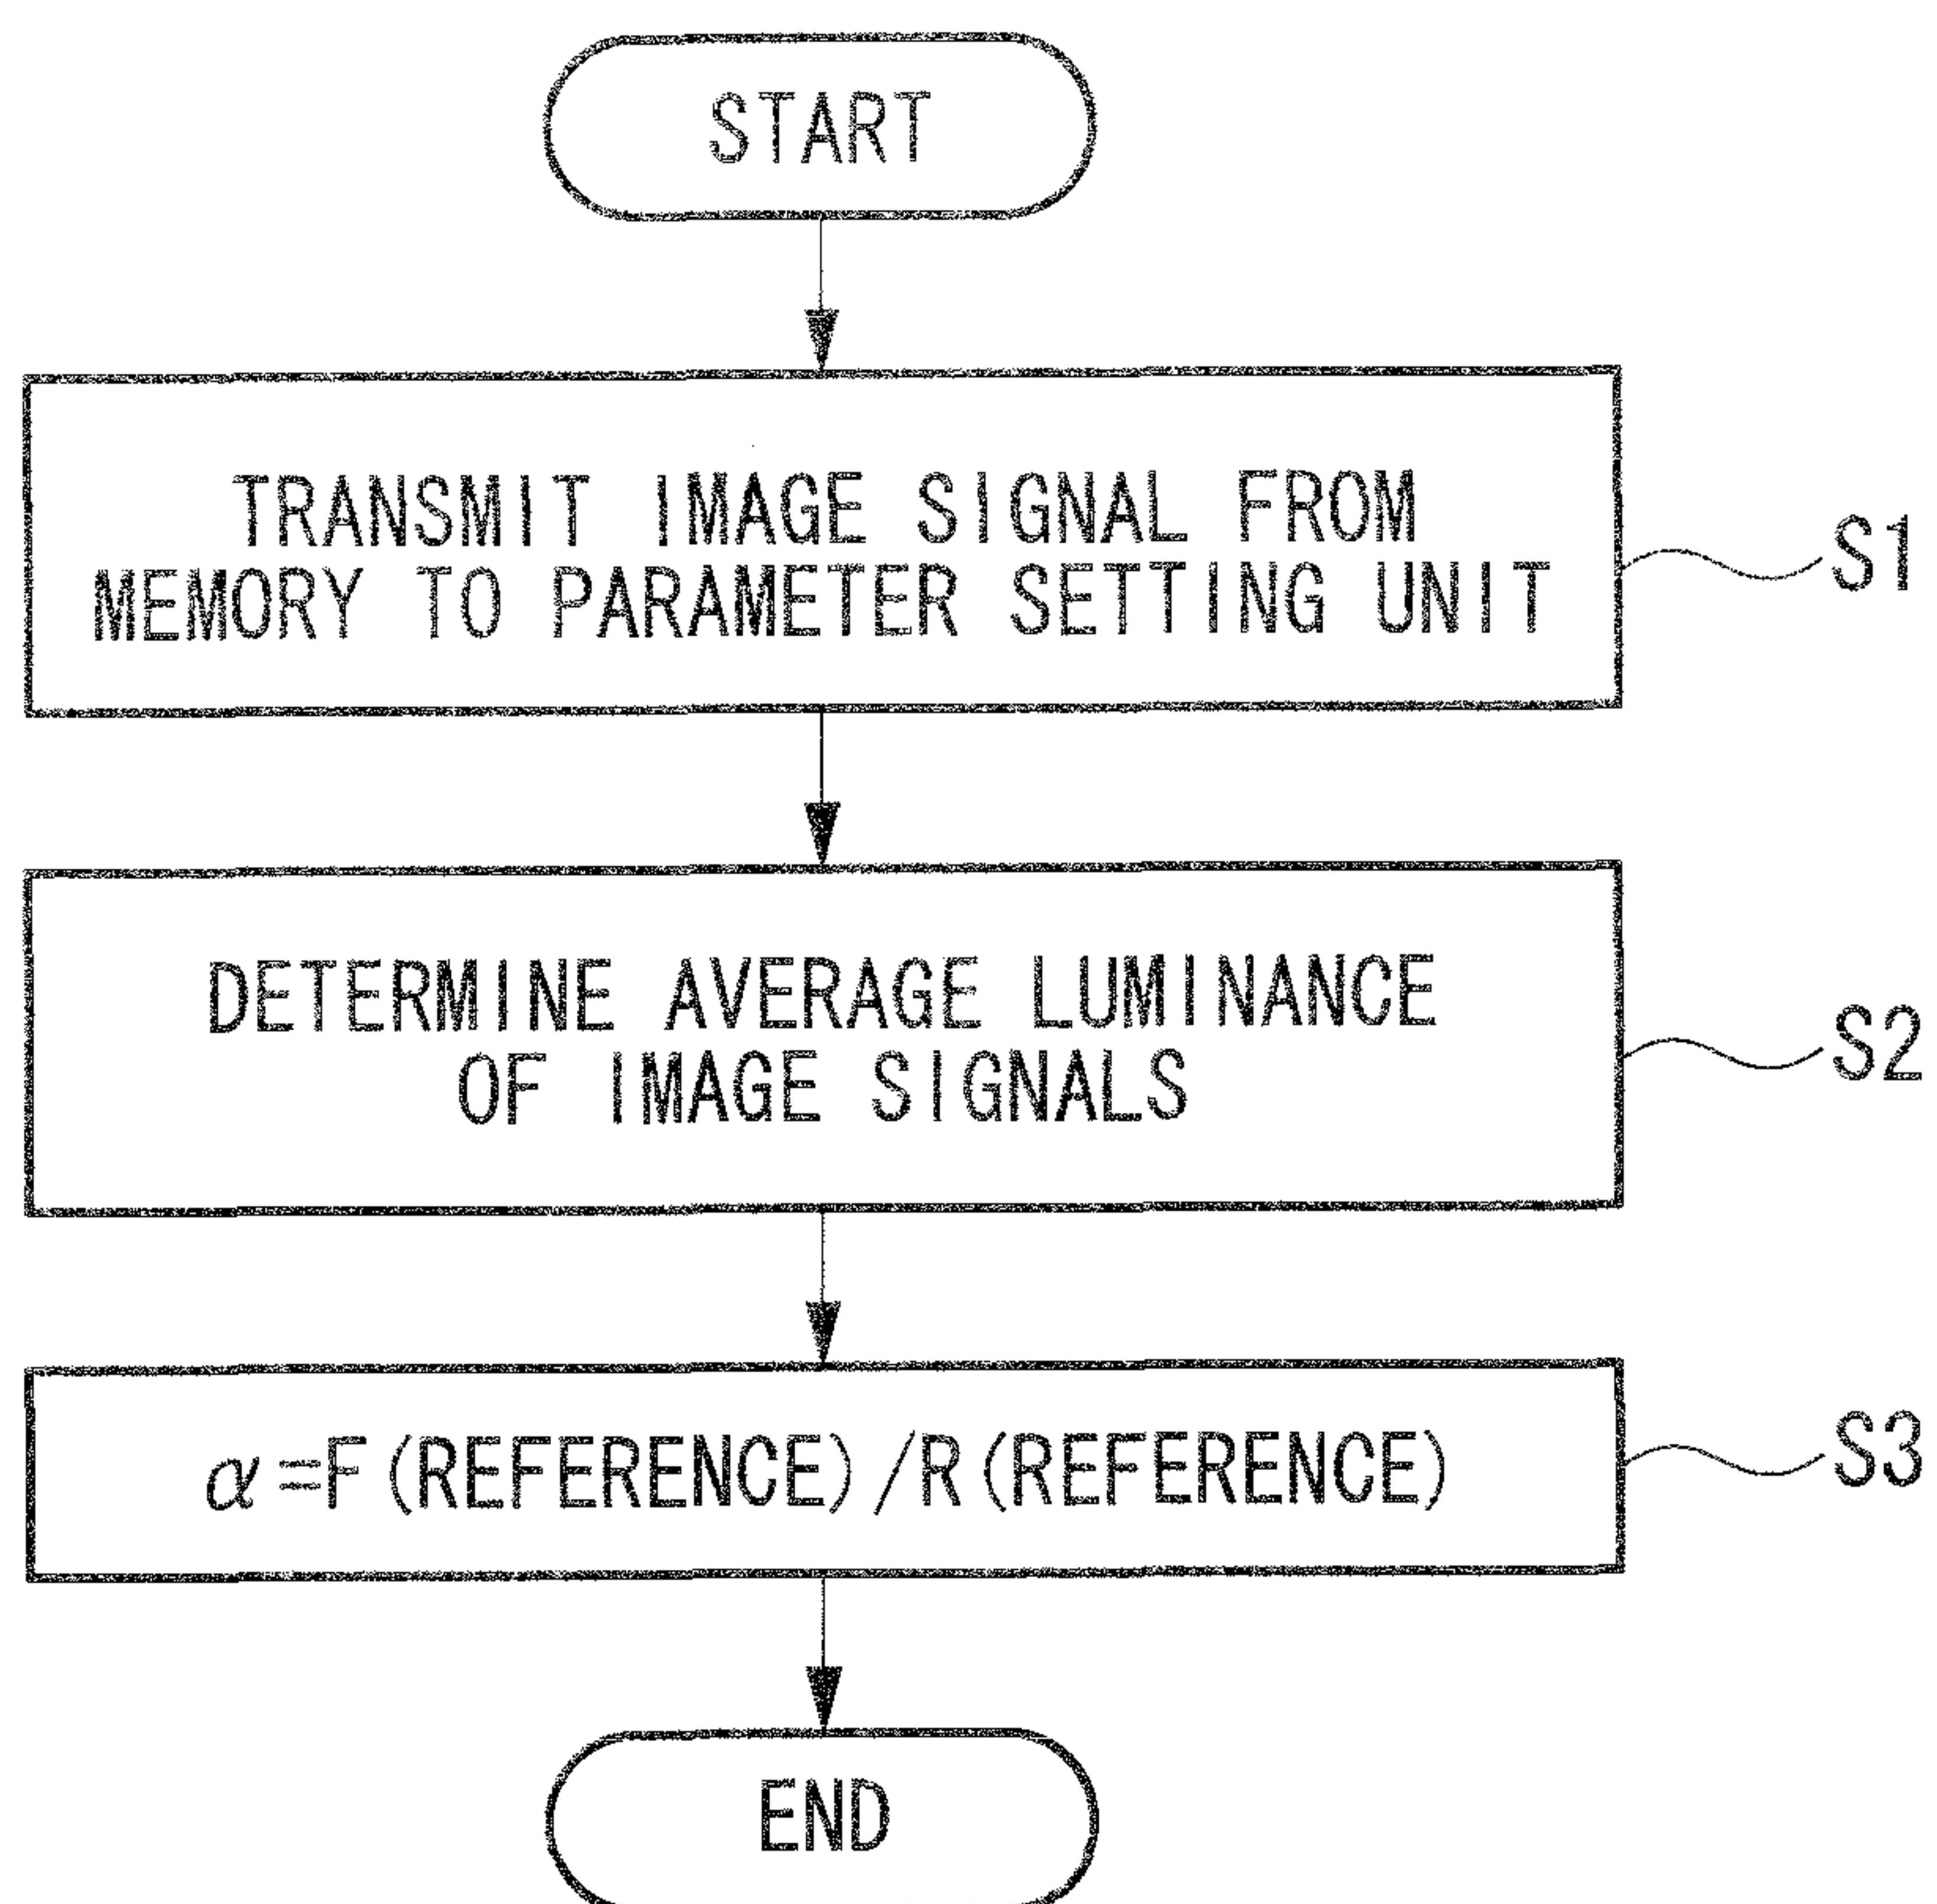 START
TRANSMIT IMAGE SIGNAL FROM
MEMORY TO PARAMETER SETTING UNIT
S1
DETERMINE AVERAGE LUMINANCE
OF IMAGE SIGNALS
S2
α=F(REFERENCE)/R(REFERENCE)
S3
END